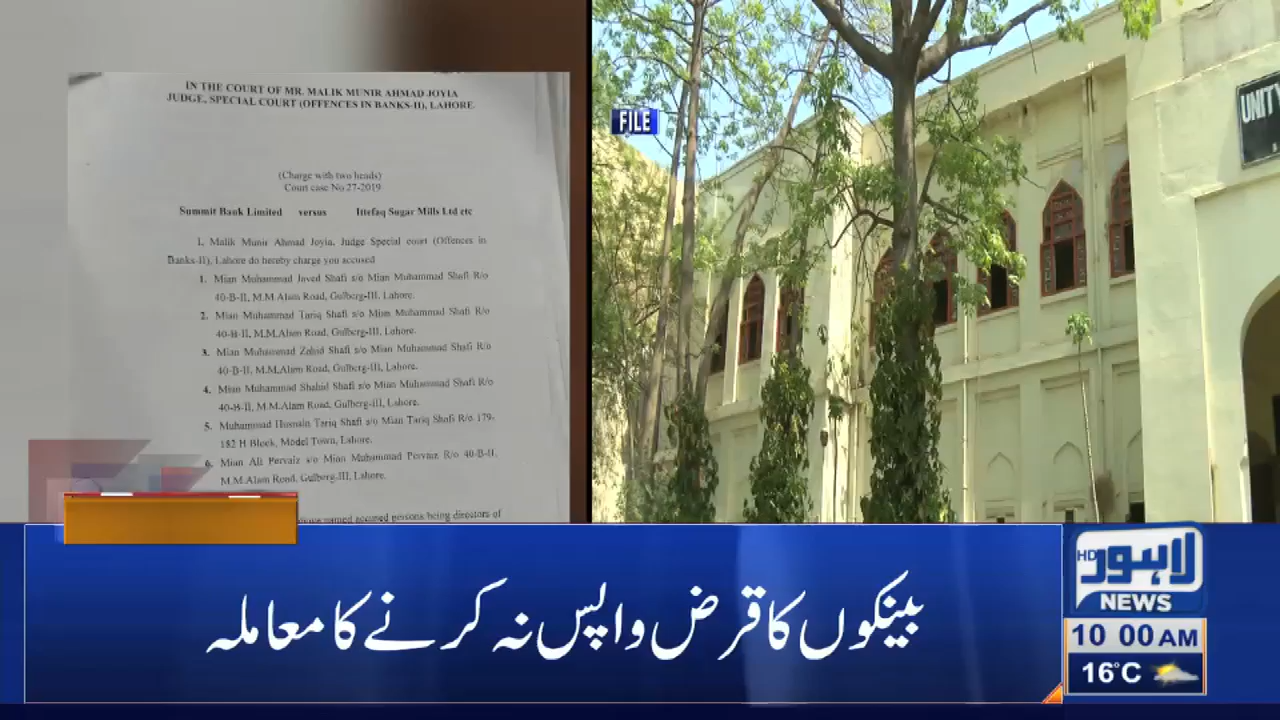 IN THE COURT OF MR. MALIK MUNIR AHMAD JOYIA
JUDGE, SPECIAL COURT (OFFENCES IN BANKS-II), LAHORE
(Charge with two heads)
Court case No 27-2019
Summit Bank Limited versus Ittefaq Sugar Mills Ltd etc
1. Malik Munir Ahmad Joyia, Judge Special court (Offences in
Banks-II), Lahore do hereby charge you accused
1. Mian Muhammad Javed Shafi s/o Mian Muhammad Shafi R/o
40-B-II, M.M Alam Road, Gulberg-III, Lahore.
2. Mian Muhammad Tariq Shafi s/o Mian Muhammad Shafi R/o
40-B-II, M.M.Alam Road, Gulberg-III, Lahore.
3. Mian Muhammad Zahid Shafi s/o Mian Muhammad Shafi R/o
40-B-II, M.M.Alam Road, Gulberg-III, Lahore.
4. Mian Muhammad Shahid Shafi s/o Mian Muhammad Shafi R/o
40-B-II, M.M.Alam Road, Gulberg-III, Lahore.
5. Muhammad Hosnain Tariq Shafi s/o Mian Tariq Shafi R/o 179-
182 H Block, Model Town, Lahore.
6. Mian Ali Pervaiz s/o Mian Muhammad Pervaiz R/o 40-B-II,
M.M.Alam Road, Gulberg-III, Lahore.
named accused persons being directors of
FILE
UNITY
بینکوں کا قرض واپس نہ کرنے کا معاملہ
HD لاہور
NEWS
10 00 AM
16°C